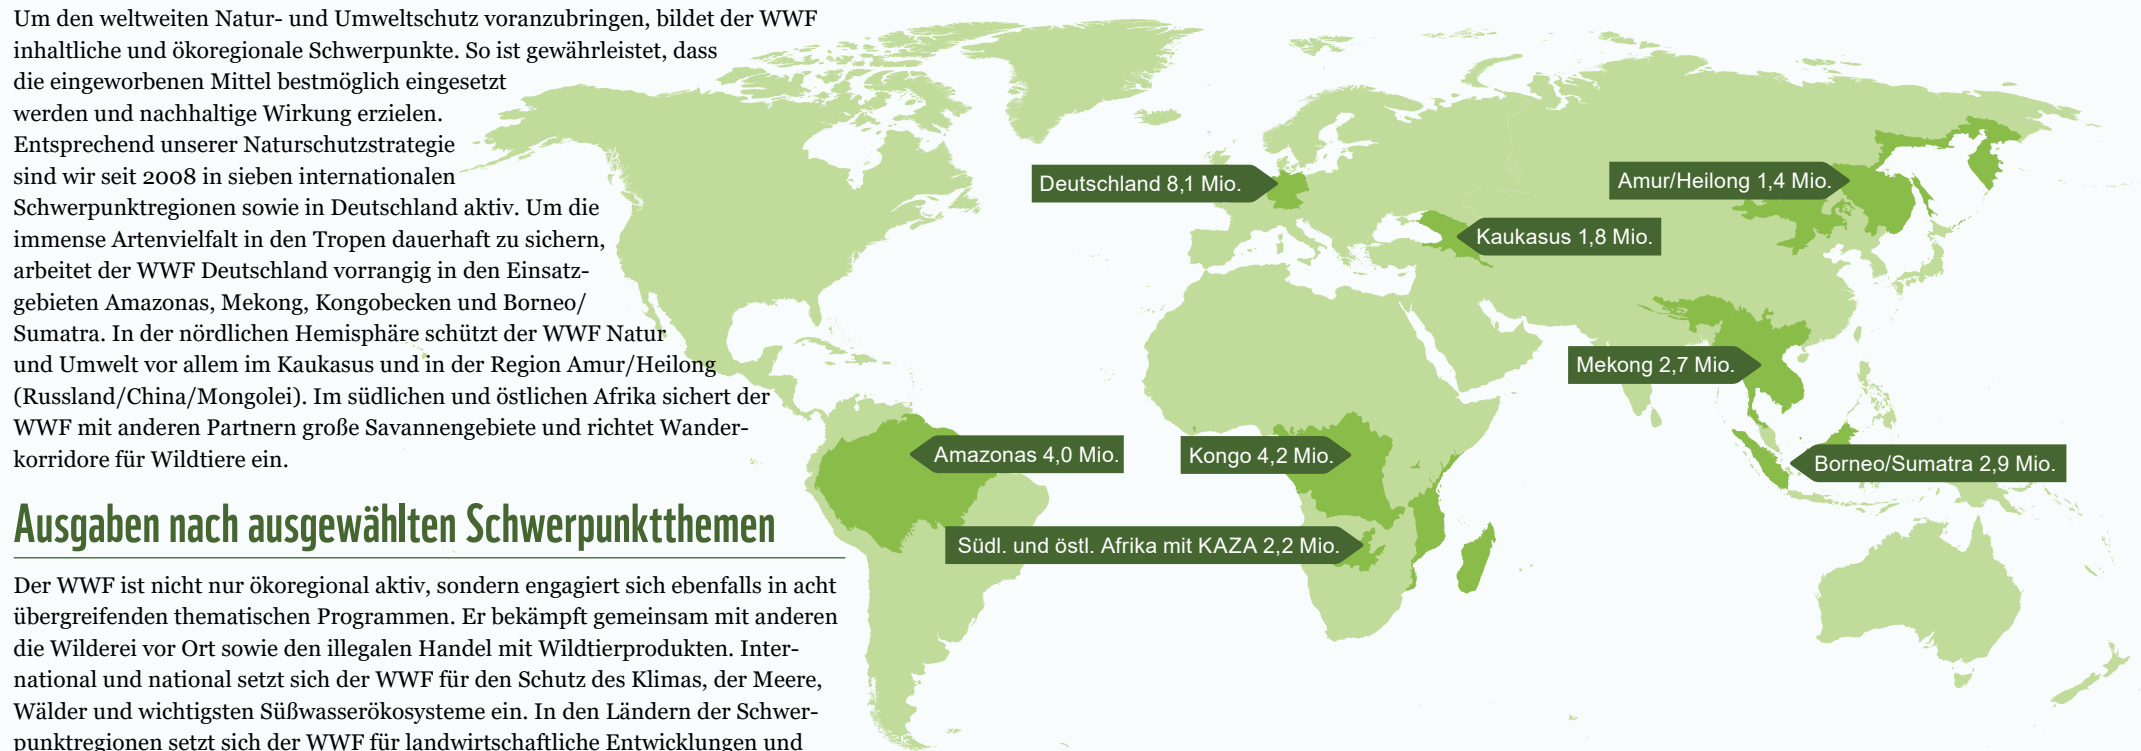 Um den weltweiten Natur- und Umweltschutz voranzubringen, bildet der WWF
inhaltliche und ökoregionale Schwerpunkte. So ist gewährleistet, dass
die eingeworbenen Mittel bestmöglich eingesetzt
werden und nachhaltige Wirkung erzielen.
Entsprechend unserer Naturschutzstrategie
sind wir seit 2008 in sieben internationalen
Schwerpunktregionen sowie in Deutschland aktiv. Um die
immense Artenvielfalt in den Tropen dauerhaft zu sichern,
arbeitet der WWF Deutschland vorrangig in den Einsatz-
gebieten Amazonas, Mekong, Kongobecken und Borneo/
Sumatra. In der nördlichen Hemisphäre schützt der WWF Natur
und Umwelt vor allem im Kaukasus und in der Region Amur/Heilong
(Russland/China/Mongolei). Im südlichen und östlichen Afrika sichert der
WWF mit anderen Partnern große Savannengebiete und richtet Wander-
korridore für Wildtiere ein.
Ausgaben nach ausgewählten Schwerpunktthemen
Der WWF ist nicht nur ökoregional aktiv, sondern engagiert sich ebenfalls in acht
übergreifenden thematischen Programmen. Er bekämpft gemeinsam mit anderen
die Wilderei vor Ort sowie den illegalen Handel mit Wildtierprodukten. Inter-
national und national setzt sich der WWF für den Schutz des Klimas, der Meere,
Wälder und wichtigsten Süßwasserökosysteme ein. In den Ländern der Schwer-
punktregionen setzt sich der WWF für landwirtschaftliche Entwicklungen und
Deutschland 8,1 Mio.
Amur/Heilong 1,4 Mio.
Kaukasus 1,8 Mio.
Mekong 2,7 Mio.
Amazonas 4,0 Mio.
Kongo 4,2 Mio.
Borneo/Sumatra 2,9 Mio.
Südl. und östl. Afrika mit KAZA 2,2 Mio.